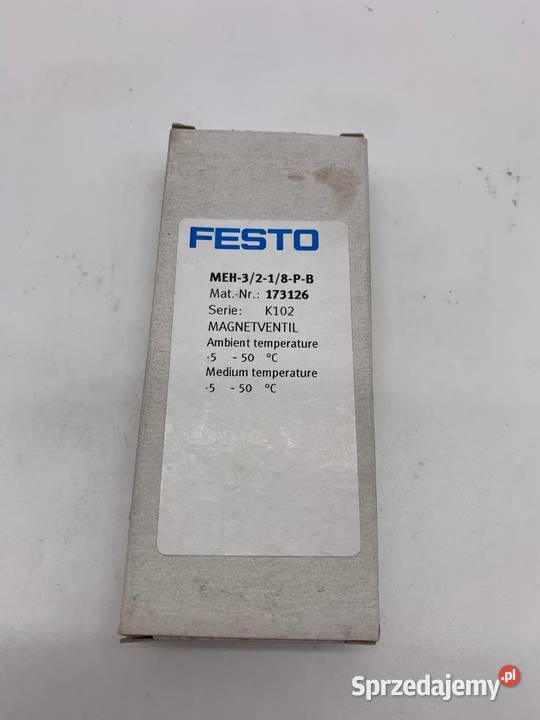 FESTO
MEH-3/2-1/8-P-B
Mat.-Nr.: 173126
Serie: K102
MAGNETVENTIL
Ambient temperature
-5 - 50 °C
Medium temperature
-5 - 50 °C
Sprzedajemy.pl